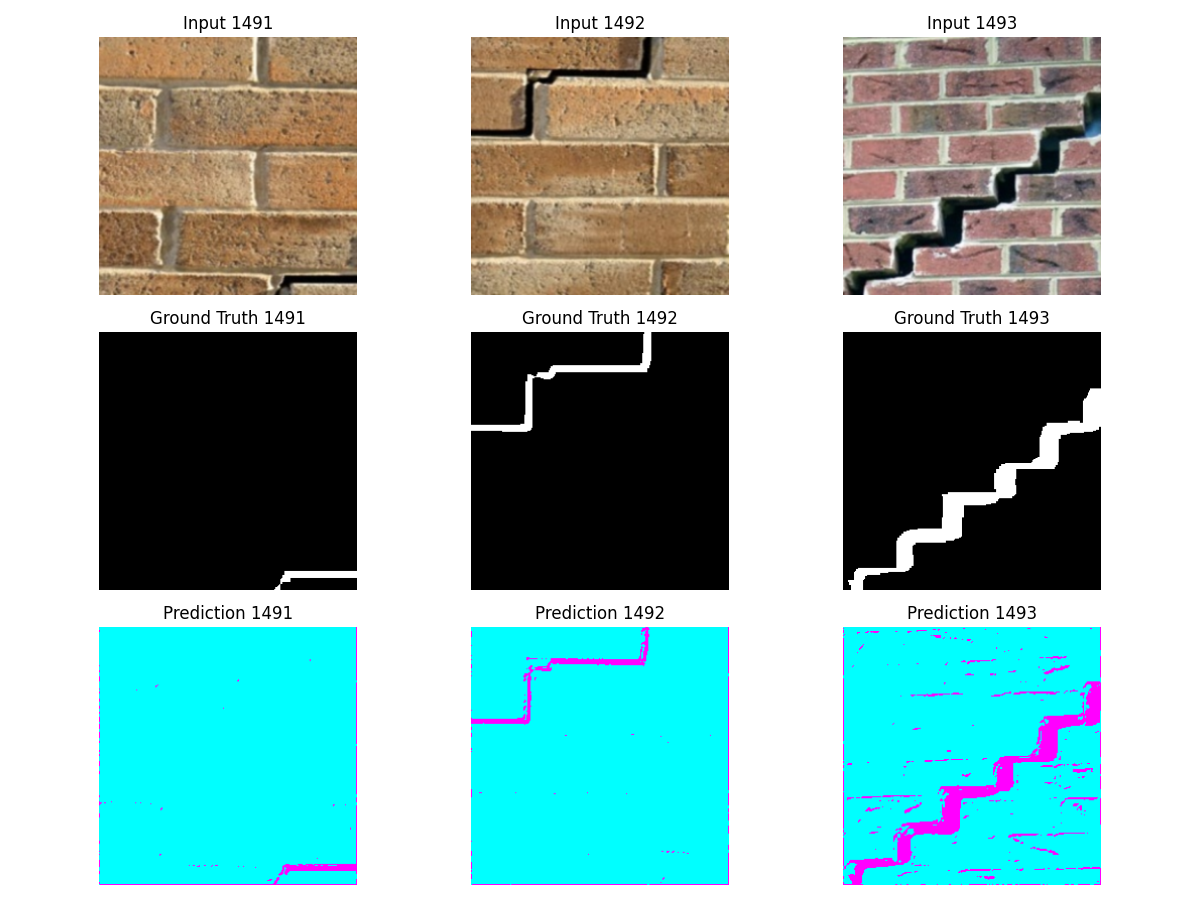 Input 1491
Input 1492
Input 1493
Ground Truth 1491
Ground Truth 1492
Ground Truth 1493
Prediction 1491
Prediction 1492
Prediction 1493